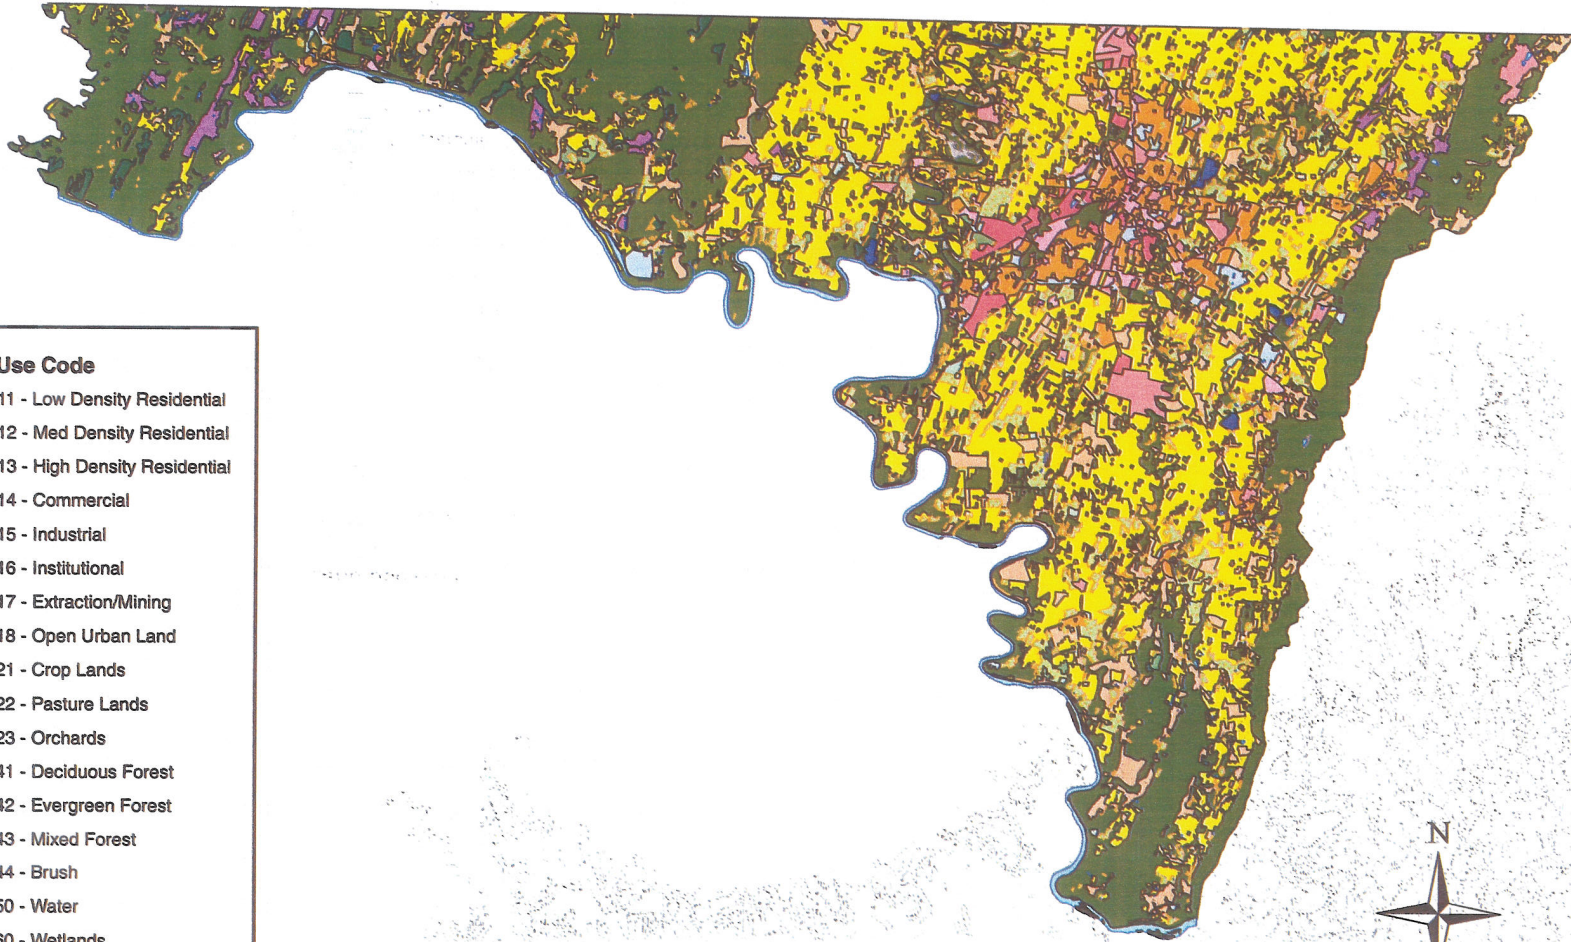 Use Code
11 - Low Density Residential
12 - Med Density Residential
13 - High Density Residential
14 - Commercial
15 - Industrial
16 - Institutional
17 - Extraction/Mining
18 - Open Urban Land
21 - Crop Lands
22 - Pasture Lands
23 - Orchards
41 - Deciduous Forest
42 - Evergreen Forest
43 - Mixed Forest
44 - Brush
50 - Water
60 - Wetlands
N